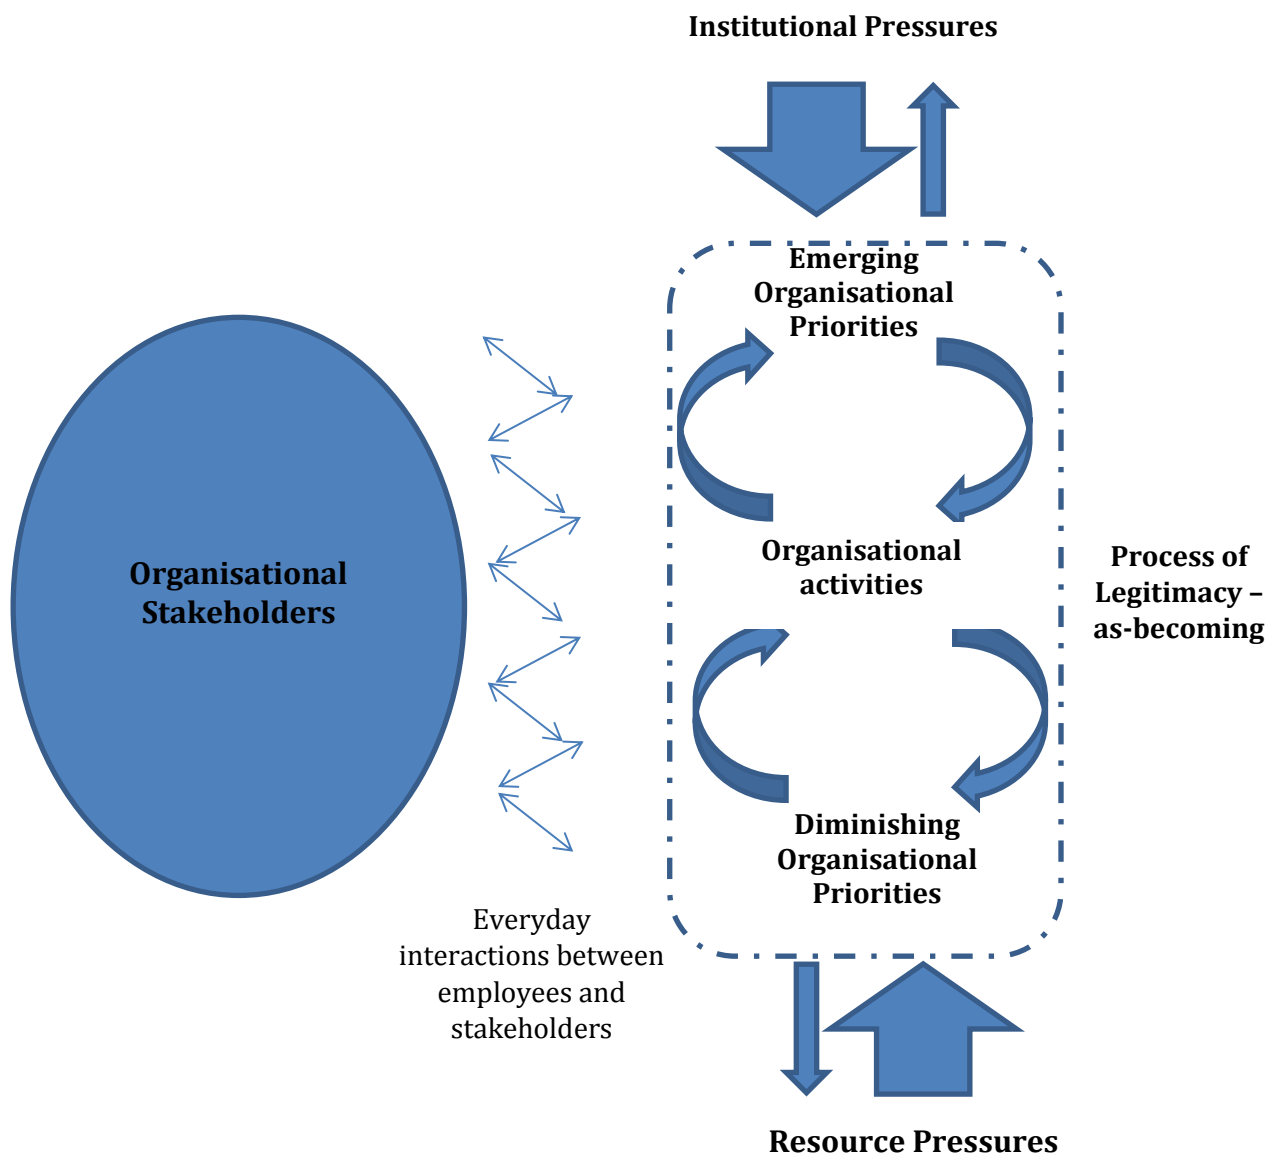 Institutional Pressures
Emerging
Organisational
Priorities
Organisational
Stakeholders
Organisational
activities
Process of
Legitimacy –
as-becoming
Diminishing
Organisational
Priorities
Everyday
interactions between
employees and
stakeholders
Resource Pressures